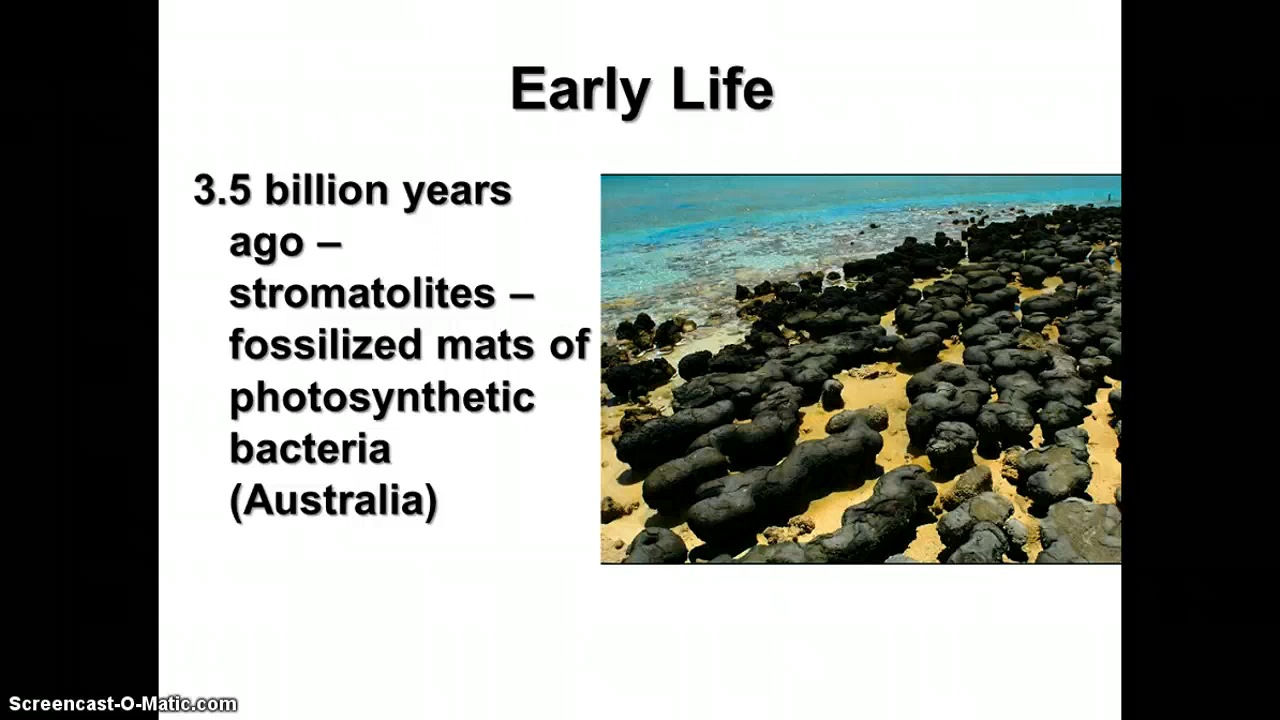 Early Life
3.5 billion years
ago –
stromatolites –
fossilized mats of
photosynthetic
bacteria
(Australia)
Screencast-O-Matic.com